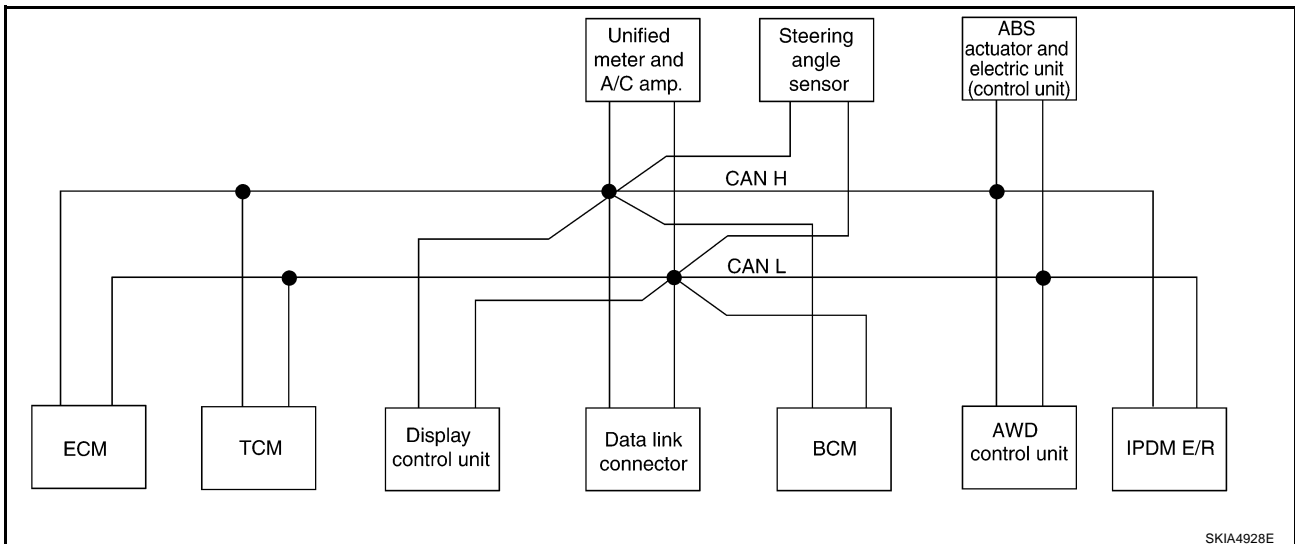 Unified
meter and
A/C amp.
Steering
angle
sensor
ABS
actuator and
electric unit
(control unit)
CAN H
CAN L
ECM
TCM
Display
control unit
Data link
connector
BCM
AWD
control unit
IPDM E/R
SKIA4928E